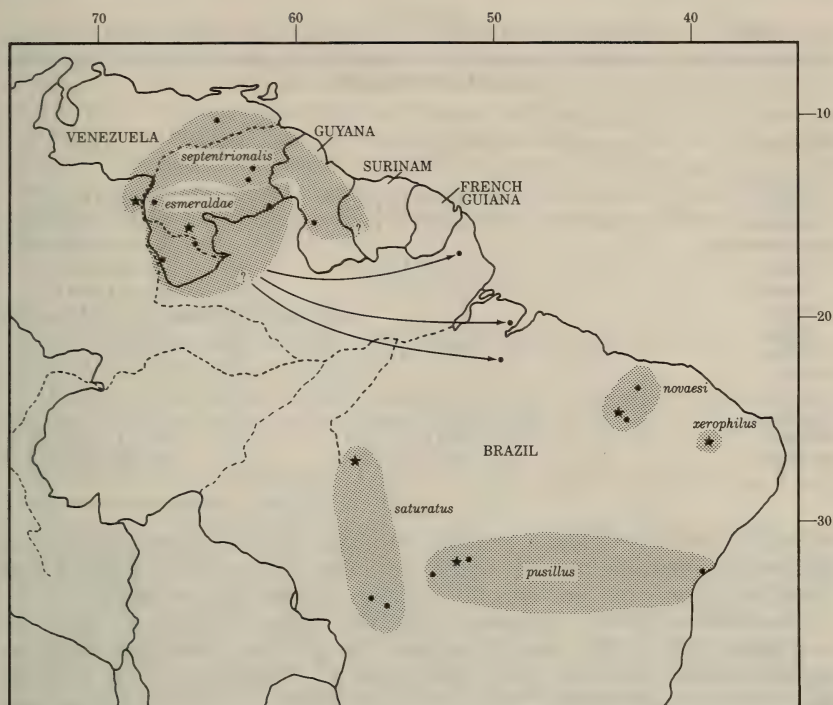 70 60 50 40
10
VENEZUELA
GUYANA
septentrionalis
SURINAM
FRENCH
GUIANA
esmeraldae
?
?
20
novaesi
xerophilus
BRAZIL
saturatus
30
pusillus